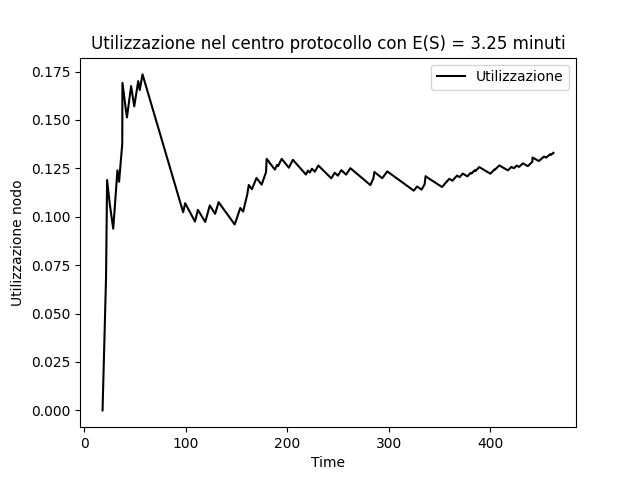 Utilizzazione nel centro protocollo con E(S) = 3.25 minuti
Utilizzazione
Utilizzazione nodo
0.175
0.150
0.125
0.100
0.075
0.050
0.025
0.000
0 100 200 300 400
Time